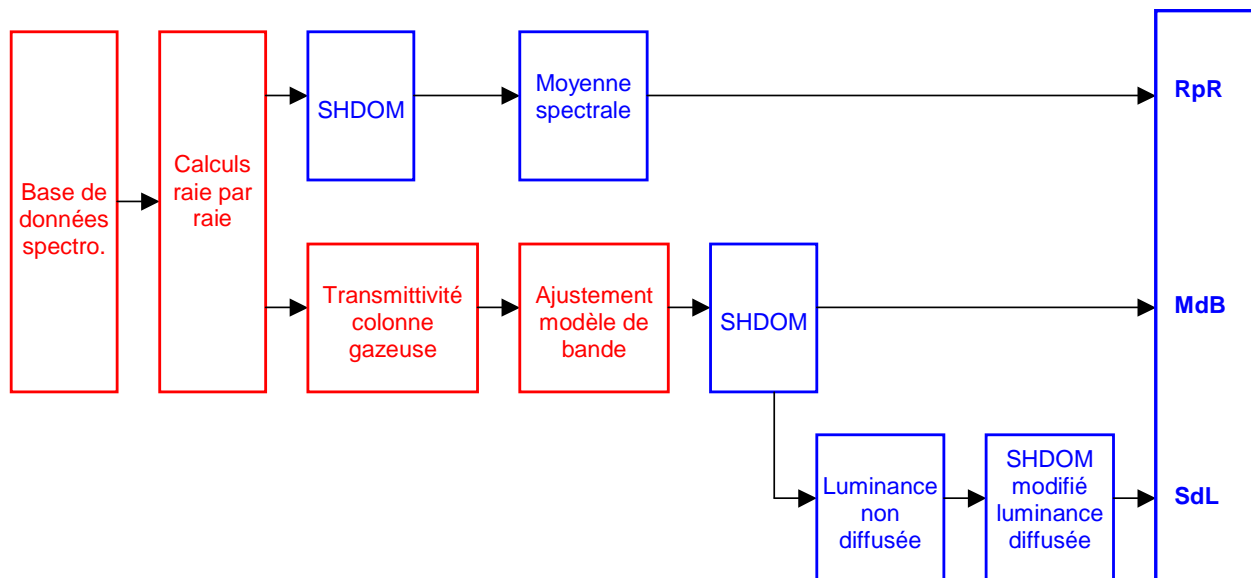 Base de
données
spectro.
Calculs
raie par
raie
SHDOM
Moyenne
spectrale
RpR
Transmittivité
colonne
gazeuse
Ajustement
modèle de
bande
SHDOM
MdB
Luminance
non
diffusée
SHDOM
modifié
luminance
diffusée
SdL